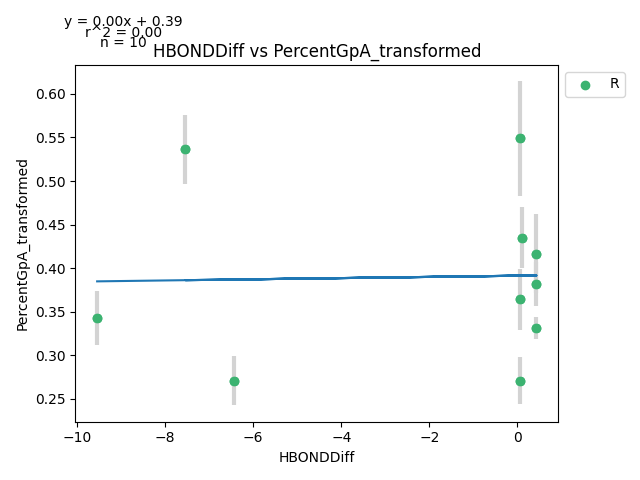 y = 0.00x + 0.39
r^2 = 0.00
n = 10
HBONDDiff vs PercentGpA_transformed
R
PercentGpA_transformed
0.60
0.55
0.50
0.45
0.40
0.35
0.30
0.25
−10
−8
−6
−4
−2
0
HBONDDiff